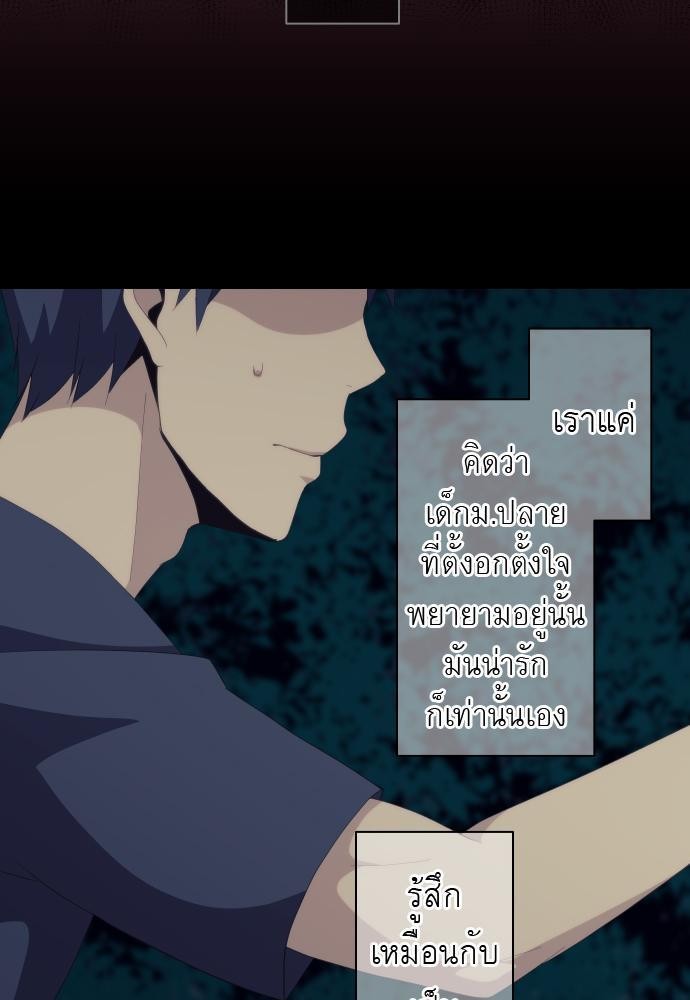 เราแค่
คิดว่า
เด็กม.ปลาย
ที่ตั้งอกตั้งใจ
พยายามอยู่นั้น
มันน่ารัก
ก็เท่านั้นเอง
รู้สึก
เหมือนกับ